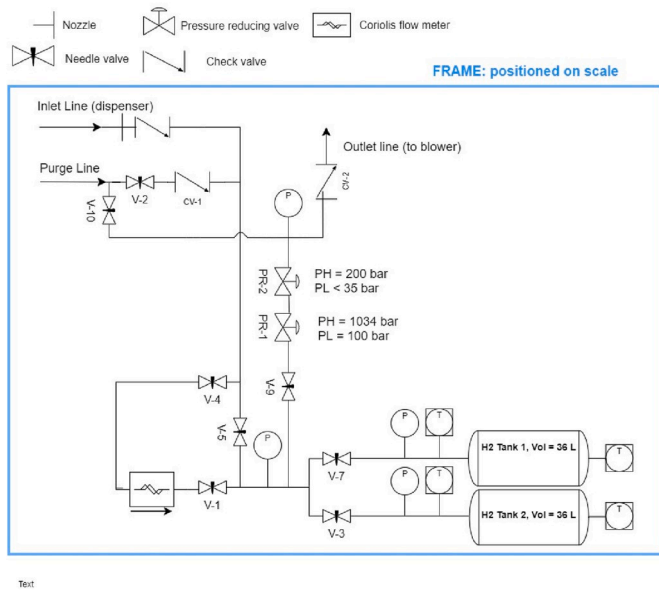 Nozzle
Pressure reducing valve
Coriolis flow meter
Needle valve
Check valve
FRAME: positioned on scale
Inlet Line (dispenser)
Outlet line (to blower)
Purge Line
CV-2
V-2
CV-1
V-10
P
PR-2
PH = 200 bar
PL < 35 bar
PR-1
PH = 1034 bar
PL = 100 bar
V-9
V-4
V-5
P
P
T
H2 Tank 1, Vol = 36 L
T
V-7
V-1
P
T
H2 Tank 2, Vol = 36 L
T
V-3
Text